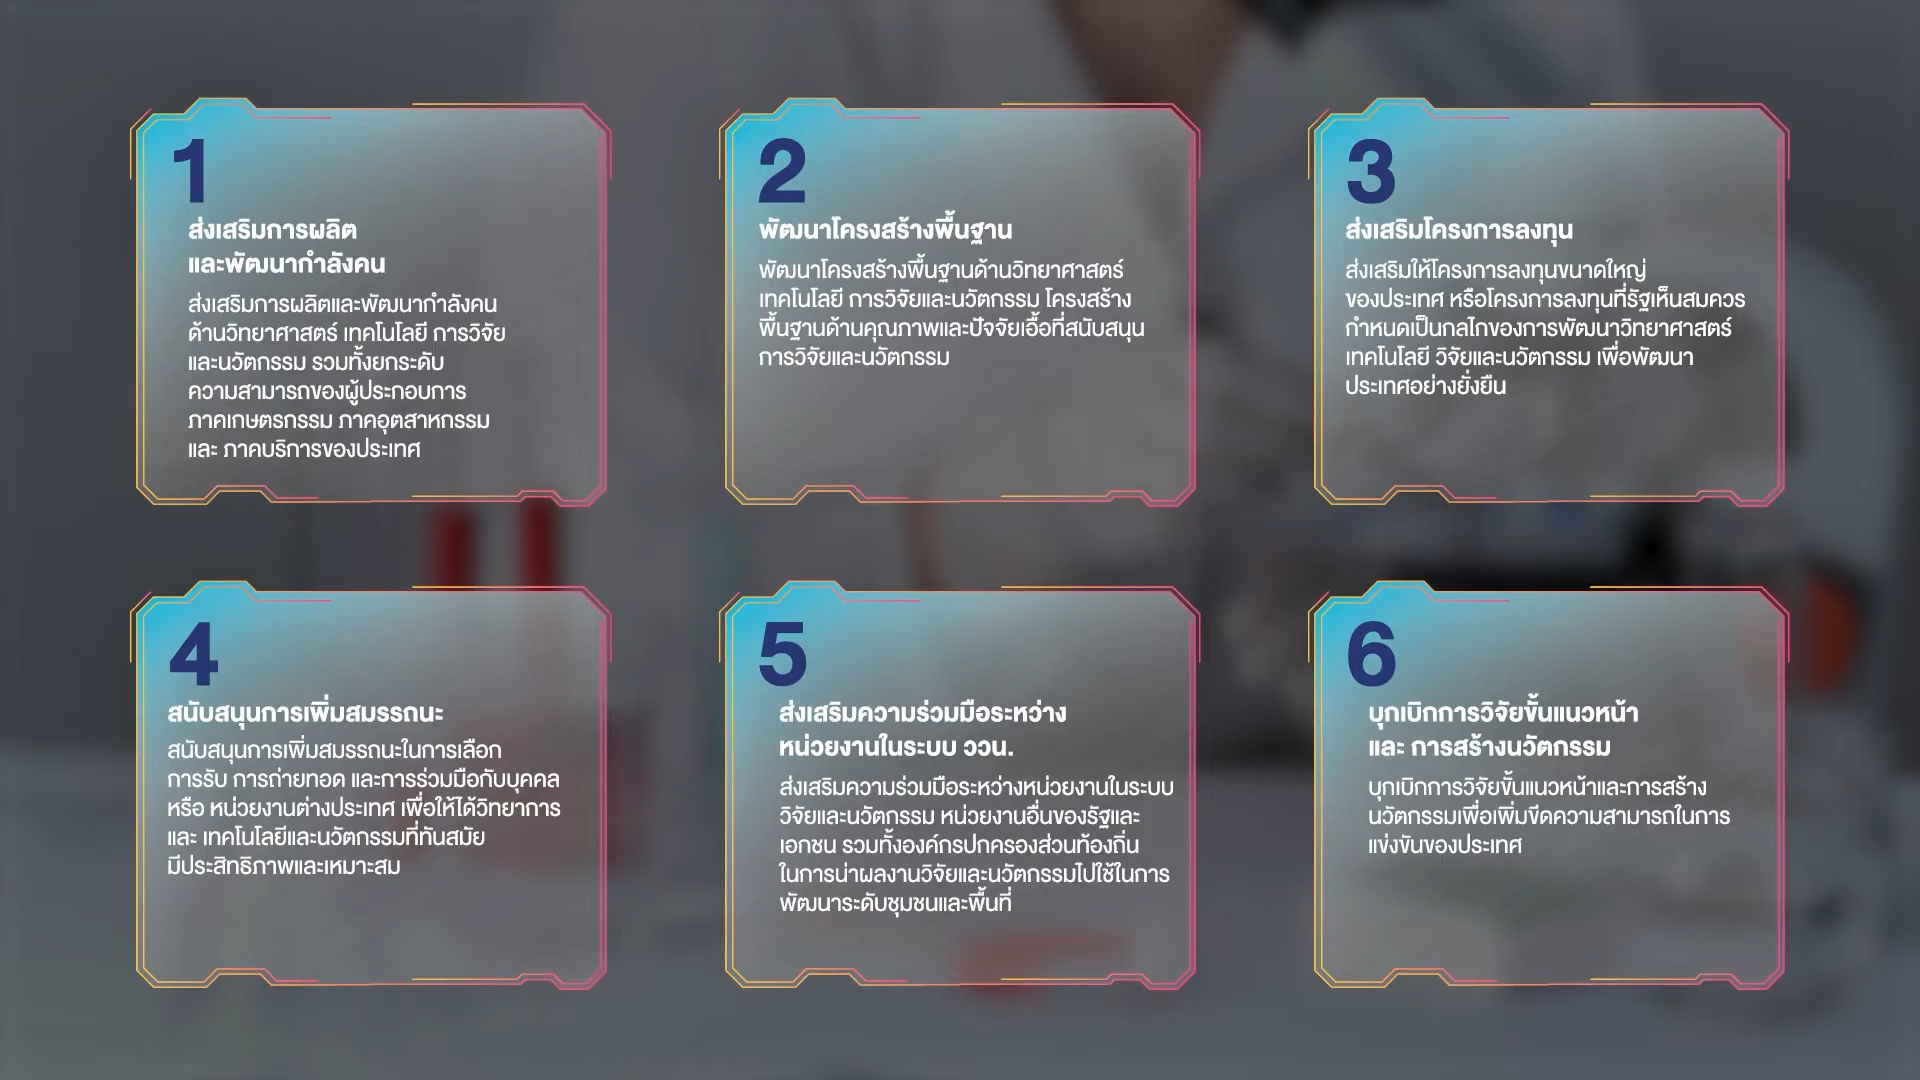 1
ส่งเสริมการผลิต
และพัฒนากำลังคน
ส่งเสริมการผลิตและพัฒนากำลังคน
ด้านวิทยาศาสตร์ เทคโนโลยี การวิจัย
และนวัตกรรม รวมทั้งยกระดับ
ความสามารถของผู้ประกอบการ
ภาคเกษตรกรรม ภาคอุตสาหกรรม
และ ภาคบริการของประเทศ
2
พัฒนาโครงสร้างพื้นฐาน
พัฒนาโครงสร้างพื้นฐานด้านวิทยาศาสตร์
เทคโนโลยี การวิจัยและนวัตกรรม โครงสร้าง
พื้นฐานด้านคุณภาพและปัจจัยเอื้อที่สนับสนุน
การวิจัยและนวัตกรรม
3
ส่งเสริมโครงการลงทุน
ส่งเสริมให้โครงการลงทุนขนาดใหญ่
ของประเทศ หรือโครงการลงทุนที่รัฐเห็นสมควร
กำหนดเป็นกลไกของการพัฒนาวิทยาศาสตร์
เทคโนโลยี วิจัยและนวัตกรรม เพื่อพัฒนา
ประเทศอย่างยั่งยืน
4
สนับสนุนการเพิ่มสมรรถนะ
สนับสนุนการเพิ่มสมรรถนะในการเลือก
การรับ การถ่ายทอด และการร่วมมือกับบุคคล
หรือ หน่วยงานต่างประเทศ เพื่อให้ได้วิทยาการ
และ เทคโนโลยีและนวัตกรรมที่ทันสมัย
มีประสิทธิภาพและเหมาะสม
5
ส่งเสริมความร่วมมือระหว่าง
หน่วยงานในระบบ ววน.
ส่งเสริมความร่วมมือระหว่างหน่วยงานในระบบ
วิจัยและนวัตกรรม หน่วยงานอื่นของรัฐและ
เอกชน รวมทั้งองค์กรปกครองส่วนท้องถิ่น
ในการน่าผลงานวิจัยและนวัตกรรมไปใช้ในการ
พัฒนาระดับชุมชนและพื้นที่
6
บุกเบิกการวิจัยขั้นแนวหน้า
และ การสร้างนวัตกรรม
บุกเบิกการวิจัยขั้นแนวหน้าและการสร้าง
นวัตกรรมเพื่อเพิ่มขีดความสามารถในการ
แข่งขันของประเทศ